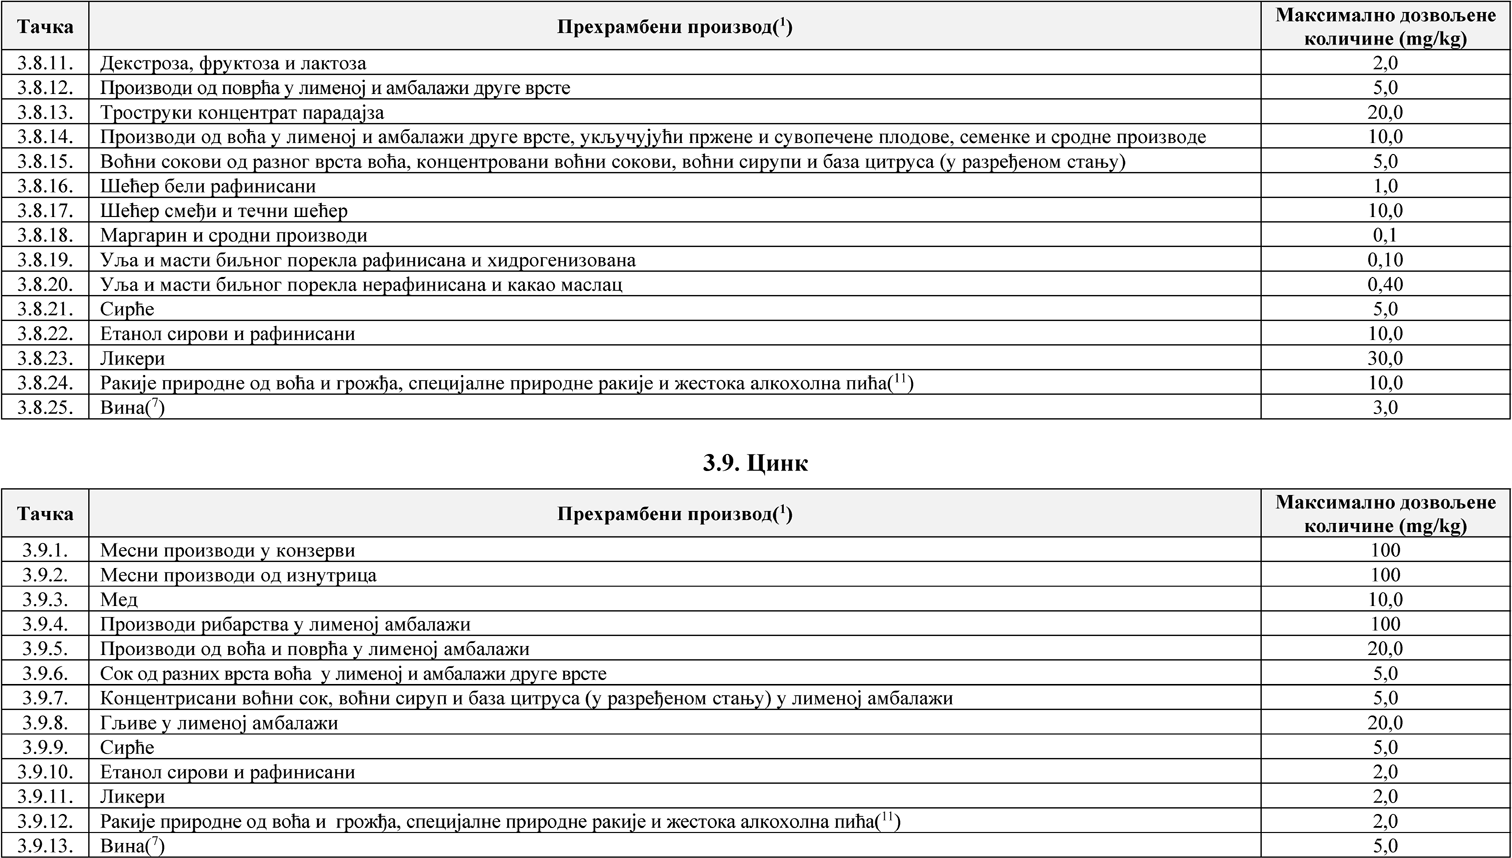 Тачка Прехрамбени производ(¹) Максимално дозвољене количине (mg/kg)
3.8.11. Декстроза, фруктоза и лактоза 2,0
3.8.12. Производи од поврћа у лименој и амбалажи друге врсте 5,0
3.8.13. Троструки концентрат парадајза 20,0
3.8.14. Производи од воћа у лименој и амбалажи друге врсте, укључујући пржене и сувопечене плодове, семенке и сродне производе 10,0
3.8.15. Воћни сокови од разног врста воћа, концентровани воћни сокови, воћни сирупи и база цитруса (у разређеном стању) 5,0
3.8.16. Шећер бели рафинисани 1,0
3.8.17. Шећер смеђи и течни шећер 10,0
3.8.18. Маргарин и сродни производи 0,1
3.8.19. Уља и масти биљног порекла рафинисана и хидрогенизована 0,10
3.8.20. Уља и масти биљног порекла нерафинисана и какао маслац 0,40
3.8.21. Сирће 5,0
3.8.22. Етанол сирови и рафинисани 10,0
3.8.23. Ликери 30,0
3.8.24. Ракије природне од воћа и грожђа, специјалне природне ракије и жестока алкохолна пића(¹¹) 10,0
3.8.25. Вина(⁷) 3,0
3.9. Цинк
Тачка Прехрамбени производ(¹) Максимално дозвољене количине (mg/kg)
3.9.1. Месни производи у конзерви 100
3.9.2. Месни производи од изнутрица 100
3.9.3. Мед 10,0
3.9.4. Производи рибарства у лименој амбалажи 100
3.9.5. Производи од воћа и поврћа у лименој амбалажи 20,0
3.9.6. Сок од разних врста воћа у лименој и амбалажи друге врсте 5,0
3.9.7. Концентрисани воћни сок, воћни сируп и база цитруса (у разређеном стању) у лименој амбалажи 5,0
3.9.8. Гљиве у лименој амбалажи 20,0
3.9.9. Сирће 5,0
3.9.10. Етанол сирови и рафинисани 2,0
3.9.11. Ликери 2,0
3.9.12. Ракије природне од воћа и грожђа, специјалне природне ракије и жестока алкохолна пића(¹¹) 2,0
3.9.13. Вина(⁷) 5,0